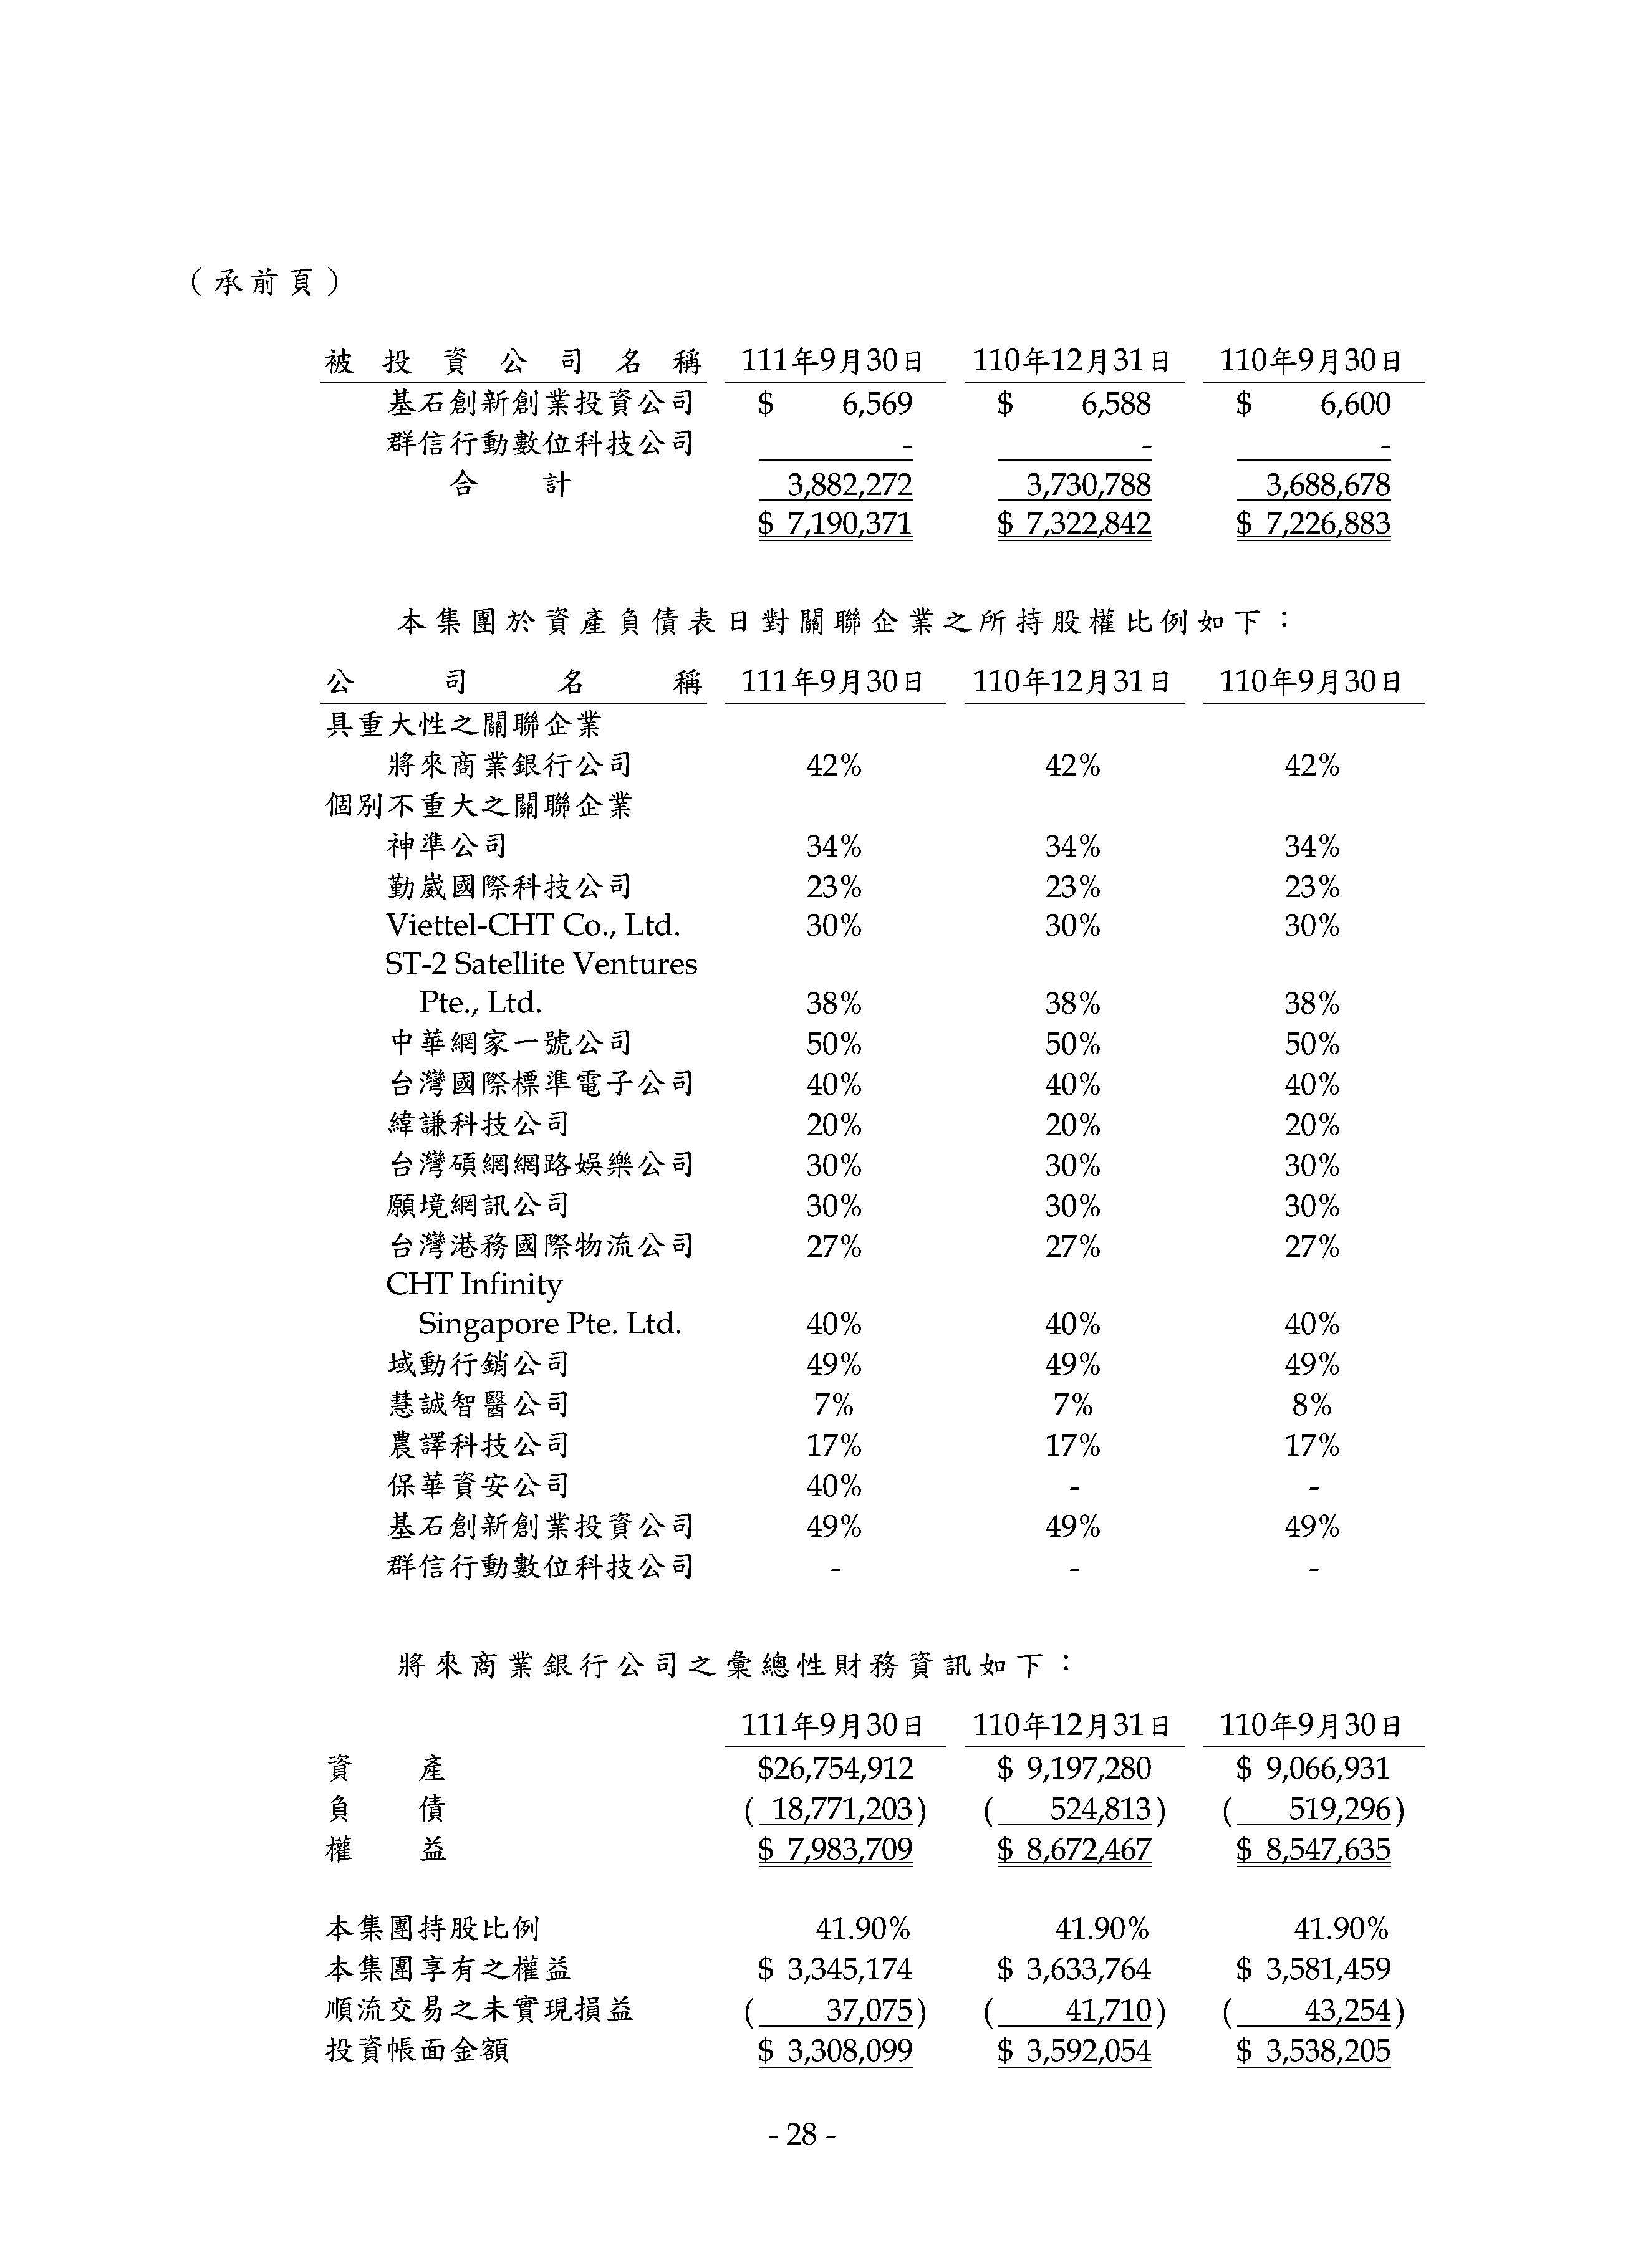 （承前頁）
被投資公司名稱 111年9月30日 110年12月31日 110年9月30日
基石創新創業投資公司 $ 6,569 $ 6,588 $ 6,600
群信行動數位科技公司 - - -
合計 3,882,272 3,730,788 3,688,678
$ 7,190,371 $ 7,322,842 $ 7,226,883
本集團於資產負債表日對關聯企業之所持股權比例如下：
公司名稱 111年9月30日 110年12月31日 110年9月30日
具重大性之關聯企業
將來商業銀行公司 42% 42% 42%
個別不重大之關聯企業
神準公司 34% 34% 34%
勤崴國際科技公司 23% 23% 23%
Viettel-CHT Co., Ltd. 30% 30% 30%
ST-2 Satellite Ventures
Pte., Ltd. 38% 38% 38%
中華網家一號公司 50% 50% 50%
台灣國際標準電子公司 40% 40% 40%
緯謙科技公司 20% 20% 20%
台灣碩網網路娛樂公司 30% 30% 30%
願境網訊公司 30% 30% 30%
台灣港務國際物流公司 27% 27% 27%
CHT Infinity
Singapore Pte. Ltd. 40% 40% 40%
域動行銷公司 49% 49% 49%
慧誠智醫公司 7% 7% 8%
農譯科技公司 17% 17% 17%
保華資安公司 40% - -
基石創新創業投資公司 49% 49% 49%
群信行動數位科技公司 - - -
將來商業銀行公司之彙總性財務資訊如下：
111年9月30日 110年12月31日 110年9月30日
資產 $26,754,912 $ 9,197,280 $ 9,066,931
負債 ( 18,771,203) ( 524,813) ( 519,296)
權益 $ 7,983,709 $ 8,672,467 $ 8,547,635
本集團持股比例 41.90% 41.90% 41.90%
本集團享有之權益 $ 3,345,174 $ 3,633,764 $ 3,581,459
順流交易之未實現損益 ( 37,075) ( 41,710) ( 43,254)
投資帳面金額 $ 3,308,099 $ 3,592,054 $ 3,538,205
- 28 -